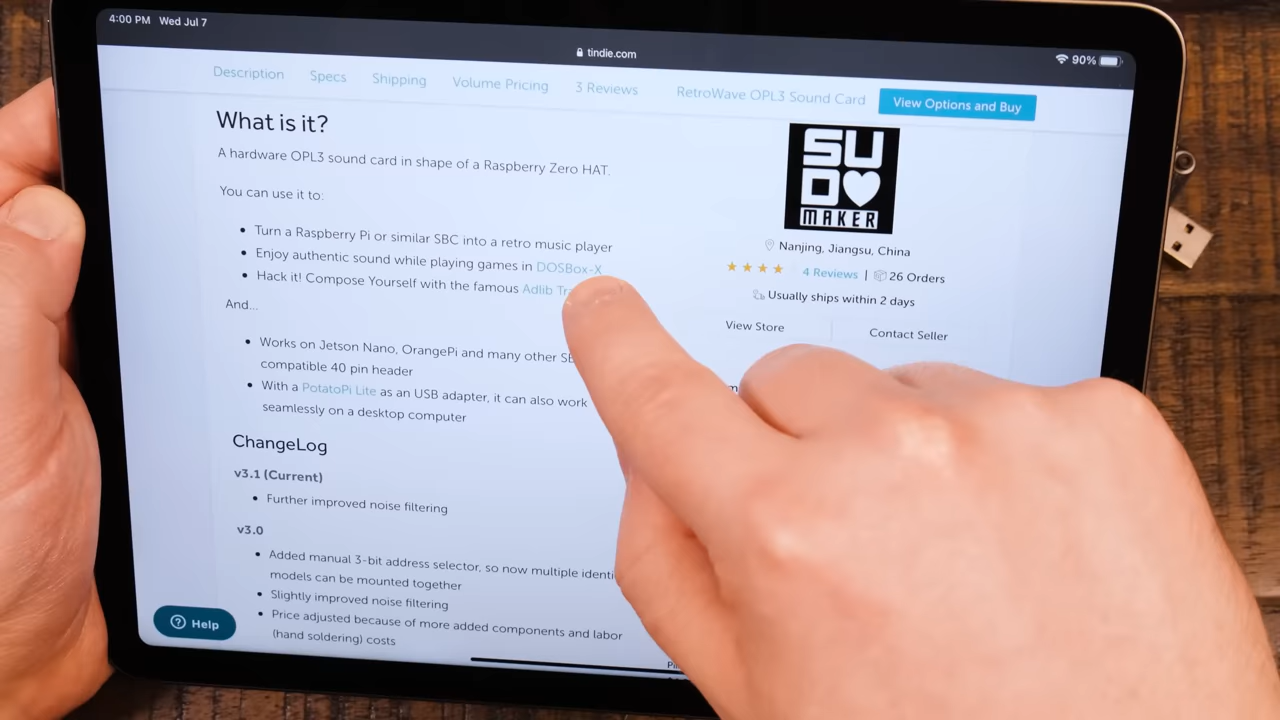 4:00 PM Wed Jul 7
tindie.com
90%
Description Specs Shipping Volume Pricing 3 Reviews RetroWave OPL3 Sound Card View Options and Buy
What is it?
A hardware OPL3 sound card in shape of a Raspberry Zero HAT.
You can use it to:
• Turn a Raspberry Pi or similar SBC into a retro music player
• Enjoy authentic sound while playing games in DOSBox-X
• Hack it! Compose Yourself with the famous Adlib
And...
• Works on Jetson Nano, OrangePi and many other
compatible 40 pin header
• With a PotatoPi Lite as an USB adapter, it can also work
seamlessly on a desktop computer
ChangeLog
v3.1 (Current)
• Further improved noise filtering
v3.0
• Added manual 3-bit address selector, so now multiple
models can be mounted together
• Slightly improved noise filtering
• Price adjusted because of more added components and labor
(hand soldering) costs
Help
SU
DO
MAKER
Nanjing, Jiangsu, China
4 Reviews | 26 Orders
Usually ships within 2 days
View Store Contact Seller